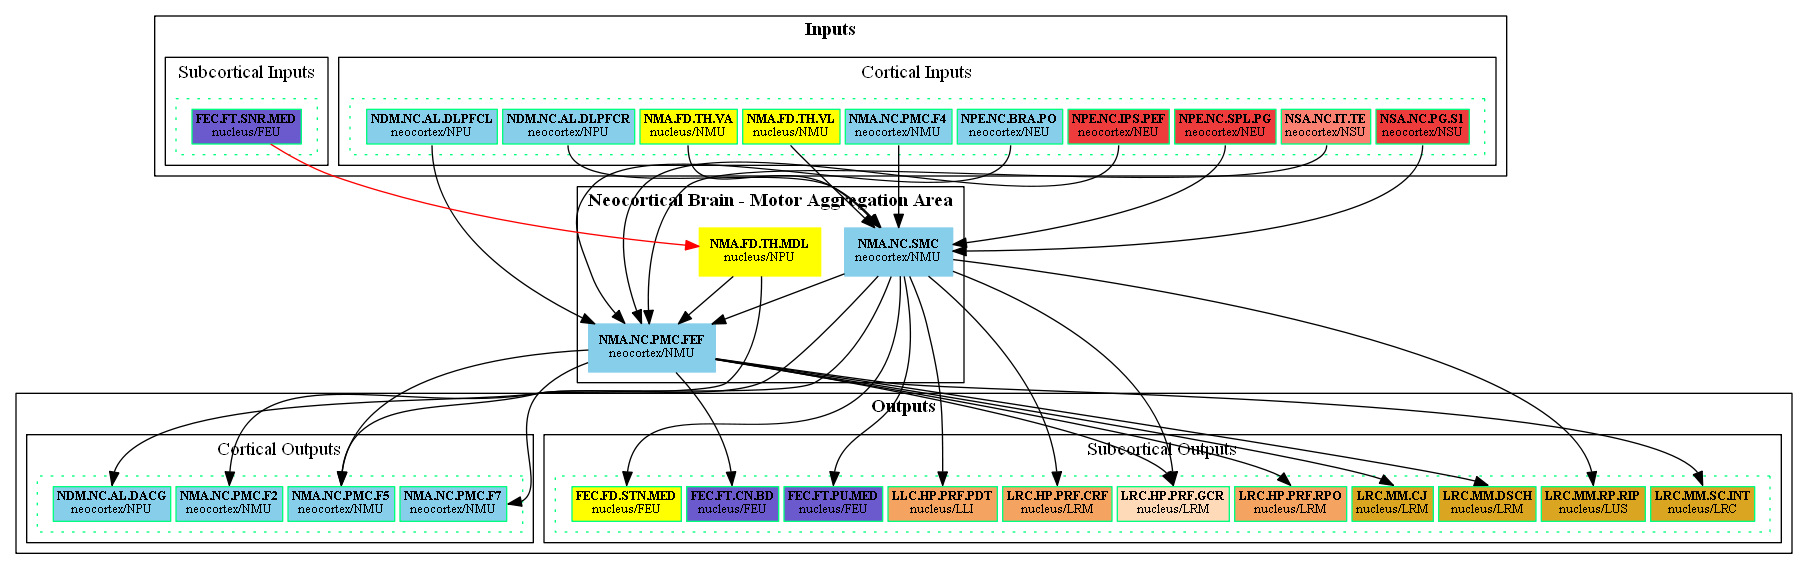 Inputs
Subcortical Inputs
Cortical Inputs
FEC.FT.SNR.MED
nucleus/FEU
NDM.NC.AL.DLPFCL
neocortex/NPU
NDM.NC.AL.DLPFCR
neocortex/NPU
NMA.FD.TH.VA
nucleus/NMU
NMA.FD.TH.VL
nucleus/NMU
NMA.NC.PMC.F4
neocortex/NMU
NPE.NC.BRA.PO
neocortex/NEU
NPE.NC.IPS.PEF
neocortex/NEU
NPE.NC.SPL.PG
neocortex/NEU
NSA.NC.IT.TE
neocortex/NSU
NSA.NC.PG.S1
neocortex/NSU
Neocortical Brain - Motor Aggregation Area
NMA.FD.TH.MDL
nucleus/NPU
NMA.NC.SMC
neocortex/NMU
NMA.NC.PMC.FEF
neocortex/NMU
Outputs
Cortical Outputs
Subcortical Outputs
NDM.NC.AL.DACG
neocortex/NPU
NMA.NC.PMC.F2
neocortex/NMU
NMA.NC.PMC.F5
neocortex/NMU
NMA.NC.PMC.F7
neocortex/NMU
FEC.FD.STN.MED
nucleus/FEU
FEC.FT.CN.BD
nucleus/FEU
FEC.FT.PU.MED
nucleus/FEU
LLC.HP.PRF.PDT
nucleus/LLI
LRC.HP.PRF.CRF
nucleus/LRM
LRC.HP.PRF.GCR
nucleus/LRM
LRC.HP.PRF.RPO
nucleus/LRM
LRC.MM.CJ
nucleus/LRM
LRC.MM.DSCH
nucleus/LRM
LRC.MM.RP.RIP
nucleus/LUS
LRC.MM.SC.INT
nucleus/LRC